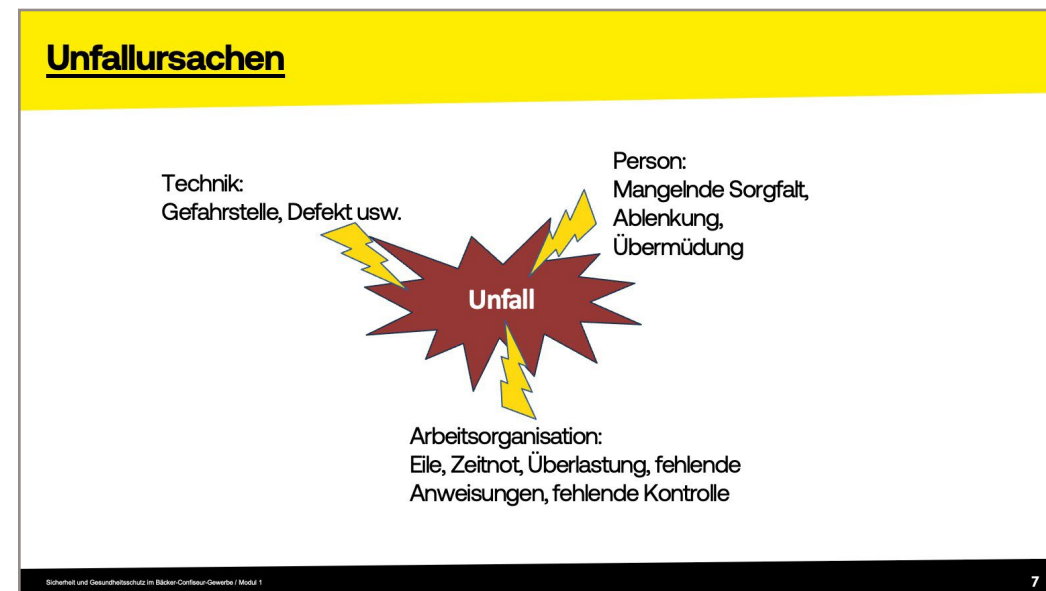 Unfallursachen
Technik:
Gefahrstelle, Defekt usw.
Person:
Mangelnde Sorgfalt,
Ablenkung,
Übermüdung
Unfall
Arbeitsorganisation:
Eile, Zeitnot, Überlastung, fehlende
Anweisungen, fehlende Kontrolle
Sicherheit und Gesundheitsschutz im Bäcker-Confiseur-Gewerbe / Modul 1
7